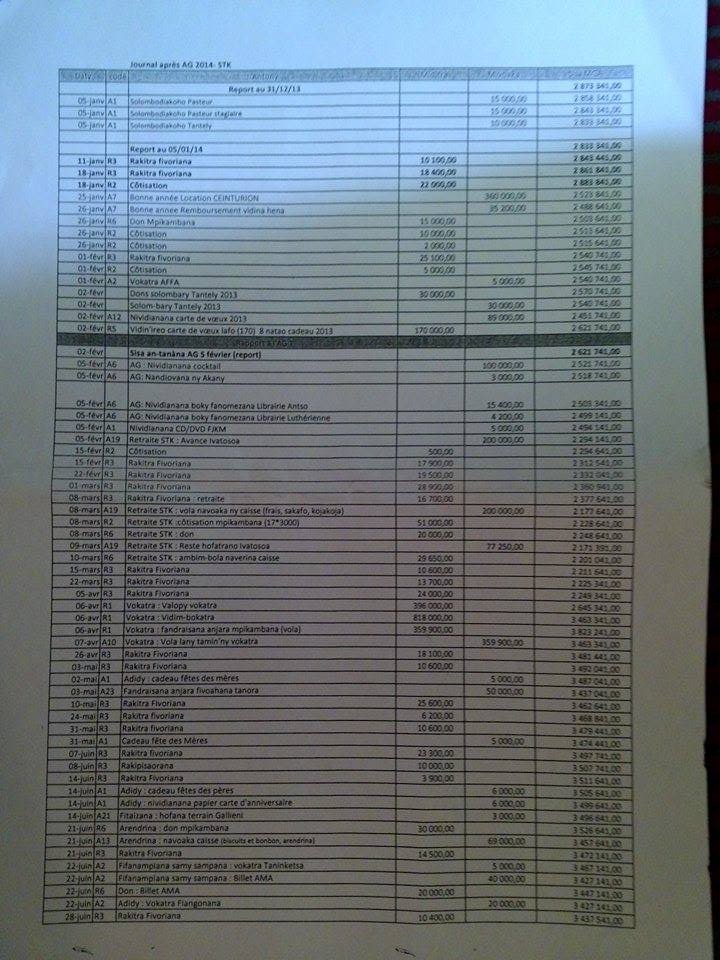 Journal après AG 2014- STK
Daty code Antony Miditra Mivoaka
Report au 31/12/13 2 873 341,00
05-janv A1 Solombodiakoho Pasteur 15 000,00 2 858 341,00
05-janv A1 Solombodiakoho Pasteur stagiaire 15 000,00 2 843 341,00
05-janv A1 Solombodiakoho Tantely 10 000,00 2 833 341,00
Report au 05/01/14 2 833 341,00
11-janv R3 Rakitra fivoriana 10 100,00 2 843 441,00
18-janv R3 Rakitra fivoriana 18 400,00 2 861 841,00
18-janv R2 Côtisation 22 000,00 2 883 841,00
25-janv A7 Bonne année Location CEINTURION 360 000,00 2 523 841,00
26-janv A7 Bonne annee Remboursement vidina hena 35 200,00 2 488 641,00
26-janv R6 Don Mpikambana 15 000,00 2 503 641,00
26-janv R2 Côtisation 10 000,00 2 513 641,00
26-janv R2 Côtisation 2 000,00 2 515 641,00
01-févr R3 Rakitra fivoriana 25 100,00 2 540 741,00
01-févr R2 Côtisation 5 000,00 2 545 741,00
01-févr A2 Vokatra AFFA 5 000,00 2 540 741,00
02-févr Dons solombary Tantely 2013 30 000,00 2 570 741,00
02-févr Solom-bary Tantely 2013 30 000,00 2 540 741,00
02-févr A12 Nividianana carte de vœux 2013 89 000,00 2 451 741,00
02-févr R5 Vidin'ireo carte de vœux lafo (170) 8 natao cadeau 2013 170 000,00 2 621 741,00
02-févr Sisa an-tanàna AG 5 février (report) 2 621 741,00
05-févr A6 AG : Nividianana cocktail 100 000,00 2 521 741,00
05-févr A6 AG: Nandiovana ny Akany 3 000,00 2 518 741,00
05-févr A6 AG: Nividianana boky fanomezana Librairie Antso 15 400,00 2 503 341,00
05-févr A6 AG: Nividianana boky fanomezana Librairie Luthérienne 4 200,00 2 499 141,00
05-févr A1 Nividianana CD/DVD FJKM 5 000,00 2 494 141,00
05-févr A19 Retraite STK : Avance Ivatosoa 200 000,00 2 294 141,00
15-févr R2 Côtisation 500,00 2 294 641,00
15-févr R3 Rakitra Fivoriana 17 900,00 2 312 541,00
22-févr R3 Rakitra Fivoriana 19 500,00 2 332 041,00
01-mars R3 Rakitra Fivoriana 28 900,00 2 360 941,00
08-mars R3 Rakitra Fivoriana : retraite 16 700,00 2 377 641,00
08-mars A19 Retraite STK : vola navoaka ny caisse (frais, sakafo, kojakoja) 200 000,00 2 177 641,00
08-mars R2 Retraite STK :côtisation mpikambana (17*3000) 51 000,00 2 228 641,00
08-mars R6 Retraite STK : don 20 000,00 2 248 641,00
09-mars A19 Retraite STK : Reste hofatrano Ivatosoa 77 250,00 2 171 391,00
10-mars R6 Retraite STK : ambim-bola naverina caisse 29 650,00 2 201 041,00
15-mars R3 Rakitra Fivoriana 10 600,00 2 211 641,00
22-mars R3 Rakitra Fivoriana 13 700,00 2 225 341,00
05-avr R3 Rakitra Fivoriana 24 000,00 2 249 341,00
06-avr R1 Vokatra : Valopy vokatra 396 000,00 2 645 341,00
06-avr R1 Vokatra : Vidim-bokatra 818 000,00 3 463 341,00
06-avr R1 Vokatra : fandraisana anjara mpikambana (vola) 359 900,00 3 823 241,00
07-avr A10 Vokatra : Vola lany tamin'ny vokatra 359 900,00 3 463 341,00
26-avr R3 Rakitra Fivoriana 18 100,00 3 481 441,00
03-mai R3 Rakitra Fivoriana 10 600,00 3 492 041,00
02-mai A1 Adidy : cadeau fêtes des mères 5 000,00 3 487 041,00
03-mai A23 Fandraisana anjara fivoahana tanora 50 000,00 3 437 041,00
10-mai R3 Rakitra Fivoriana 25 600,00 3 462 641,00
24-mai R3 Rakitra Fivoriana 6 200,00 3 468 841,00
31-mai R3 Rakitra Fivoriana 10 600,00 3 479 441,00
31-mai A1 Cadeau fête des Mères 5 000,00 3 474 441,00
07-juin R3 Rakitra fivoriana 23 300,00 3 497 741,00
08-juin R3 Rakipisaorana 10 000,00 3 507 741,00
14-juin R3 Rakitra Fivoriana 3 900,00 3 511 641,00
14-juin A1 Adidy : cadeau fêtes des pères 6 000,00 3 505 641,00
14-juin A1 Adidy : nividianana papier carte d'anniversaire 6 000,00 3 499 641,00
14-juin A21 Fitaizana : hofana terrain Gallieni 3 000,00 3 496 641,00
21-juin R6 Arendrina : don mpikambana 30 000,00 3 526 641,00
21-juin A13 Arendrina : navoaka caisse (biscuits et bonbon, arendrina) 69 000,00 3 457 641,00
21-juin R3 Rakitra Fivoriana 14 500,00 3 472 141,00
22-juin A2 Fifanampiana samy sampana : vokatra Taninketsa 5 000,00 3 467 141,00
22-juin A2 Fifanampiana samy sampana : Billet AMA 40 000,00 3 427 141,00
22-juin R6 Don : Billet AMA 20 000,00 3 447 141,00
22-juin A2 Adidy : Vokatra Fiangonana 20 000,00 3 427 141,00
28-juin R3 Rakitra Fivoriana 10 400,00 3 437 541,00